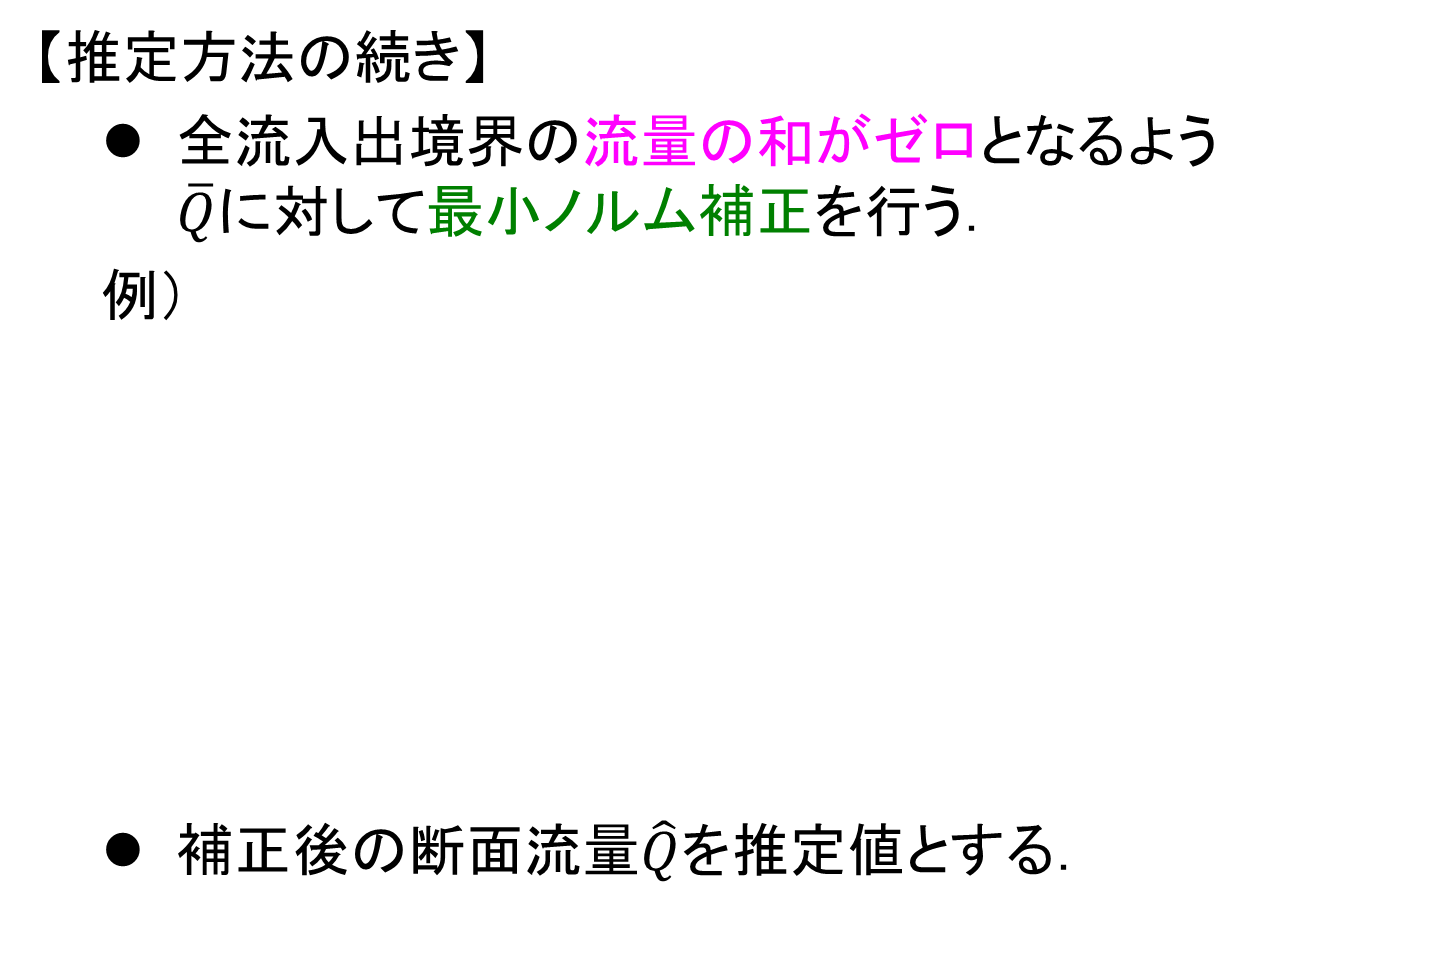 【推定方法の続き】
● 全流入出境界の流量の和がゼロとなるよう
Q̄に対して最小ノルム補正を行う.
例）
● 補正後の断面流量Q̂を推定値とする.